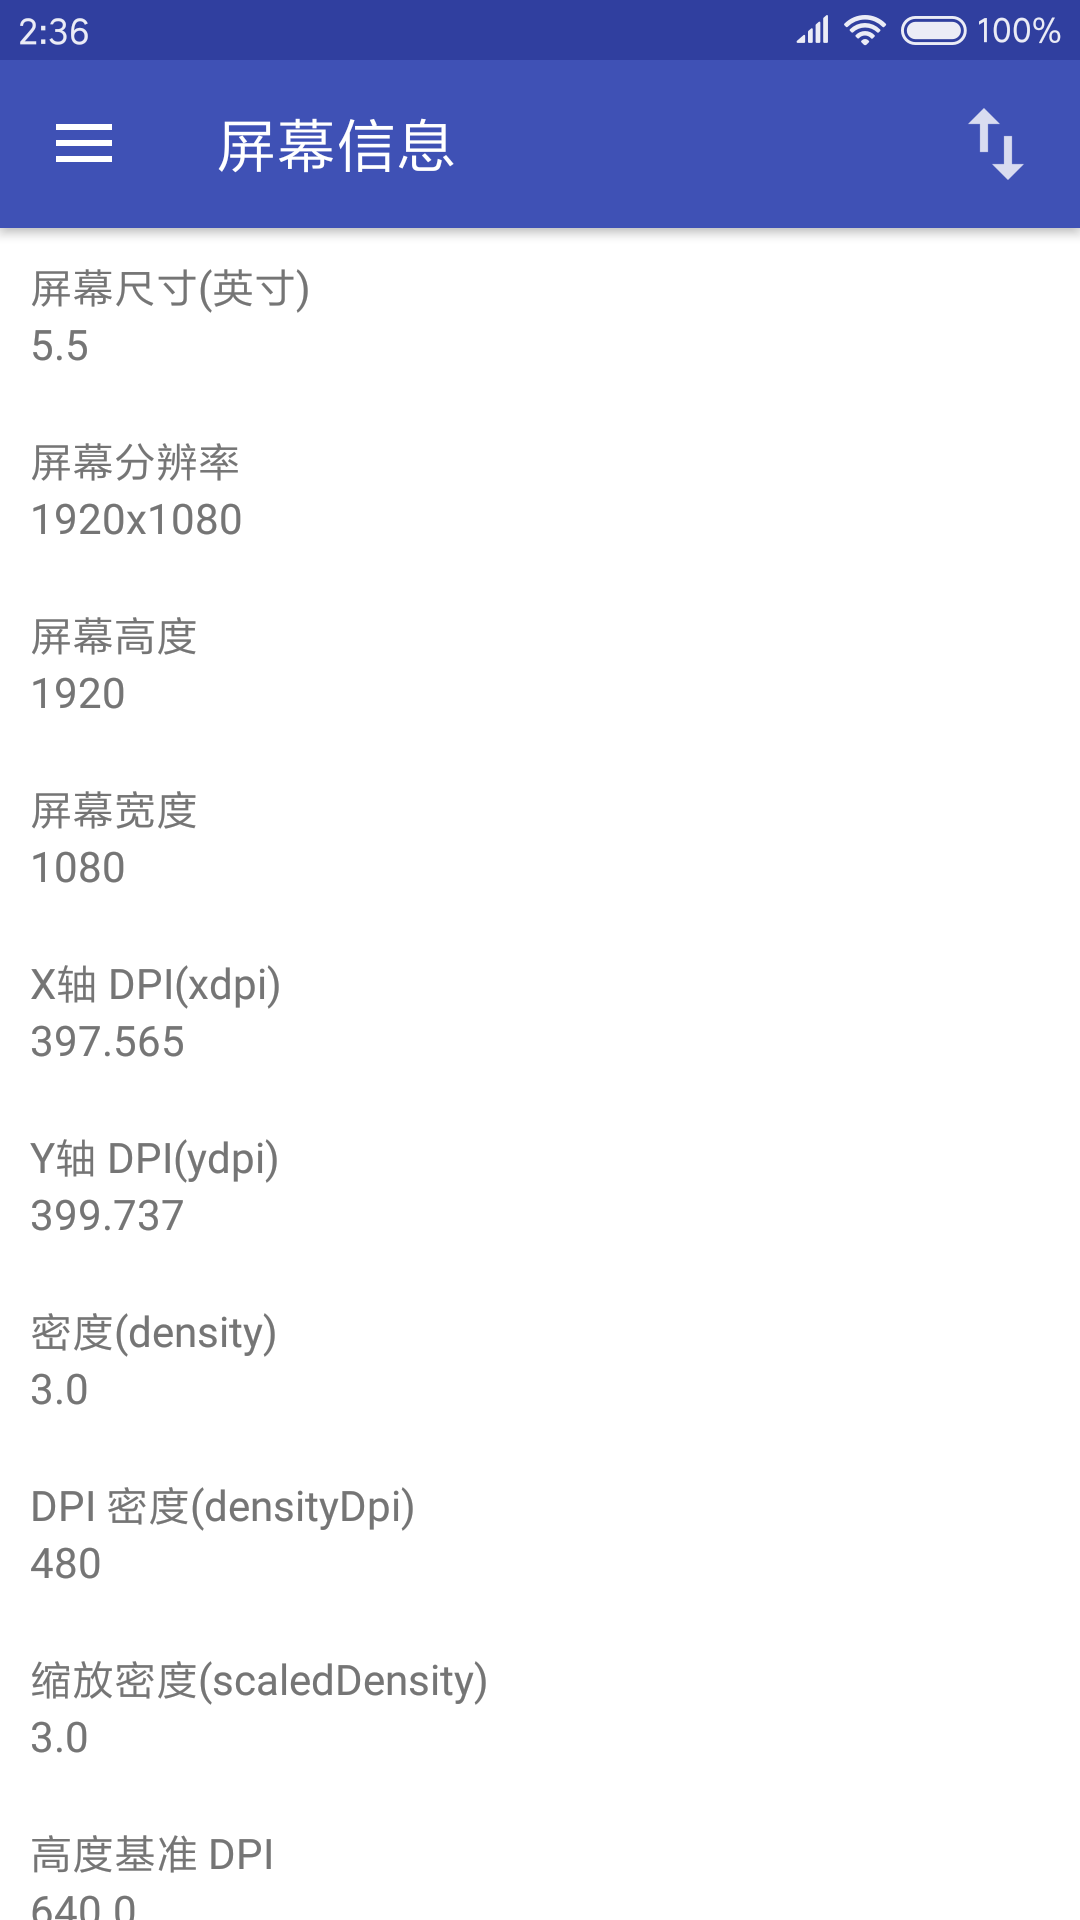 2:36 100%
屏幕信息
屏幕尺寸(英寸)
5.5
屏幕分辨率
1920x1080
屏幕高度
1920
屏幕宽度
1080
X轴 DPI(xdpi)
397.565
Y轴 DPI(ydpi)
399.737
密度(density)
3.0
DPI 密度(densityDpi)
480
缩放密度(scaledDensity)
3.0
高度基准 DPI
640.0